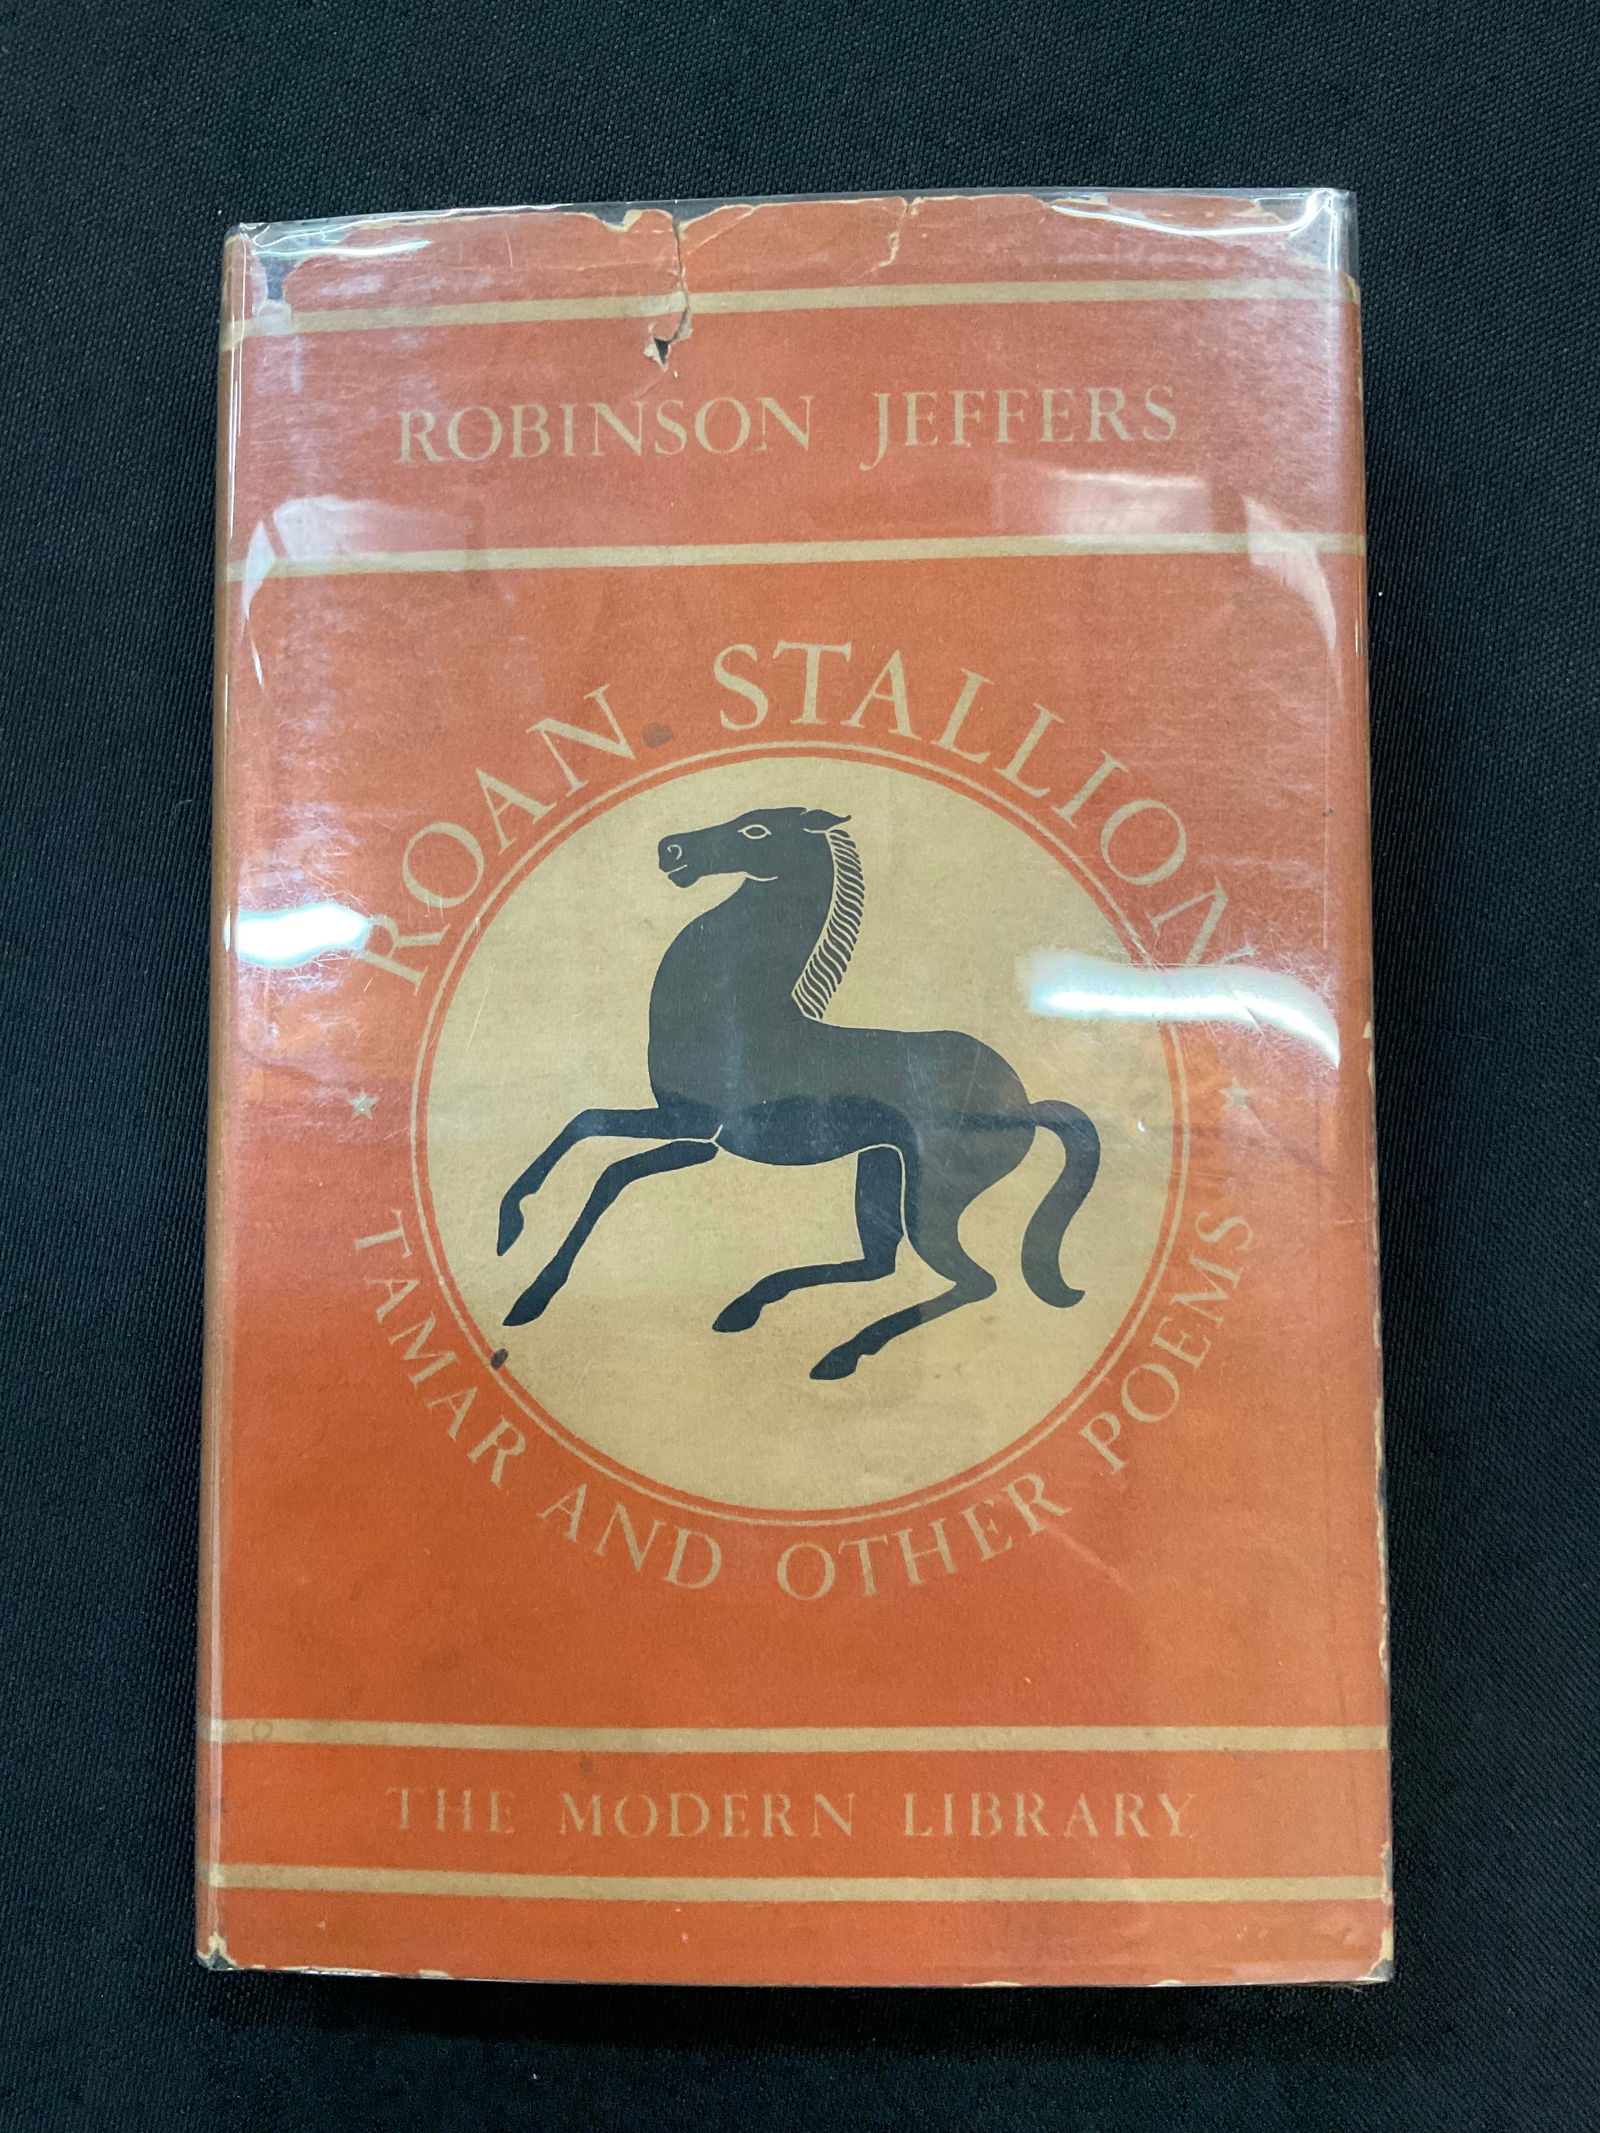 ROBINSON JEFFERS
ROAN STALLION
TAMAR AND OTHER POEMS
THE MODERN LIBRARY